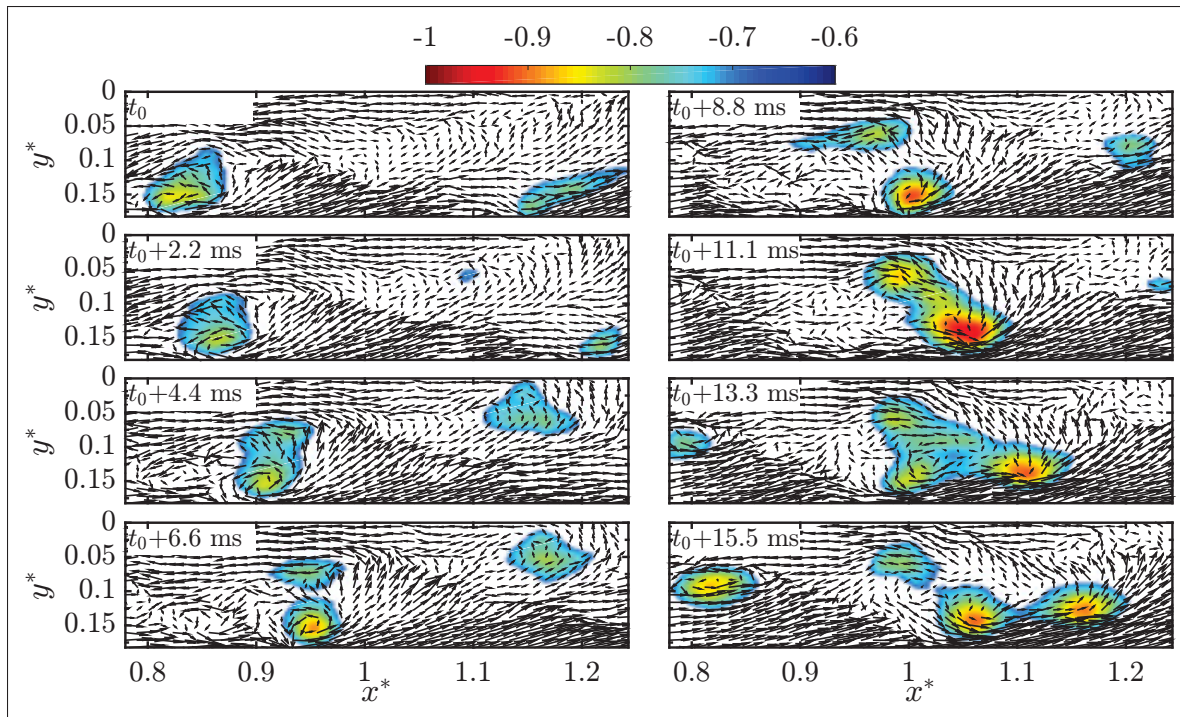 -1 -0.9 -0.8 -0.7 -0.6
0 t0 t0+8.8 ms
0.05
y*
0.1
0.15
0 t0+2.2 ms t0+11.1 ms
0.05
y*
0.1
0.15
0 t0+4.4 ms t0+13.3 ms
0.05
y*
0.1
0.15
0 t0+6.6 ms t0+15.5 ms
0.05
y*
0.1
0.15
0.8 0.9 1 1.1 1.2 0.8 0.9 1 1.1 1.2
x* x*